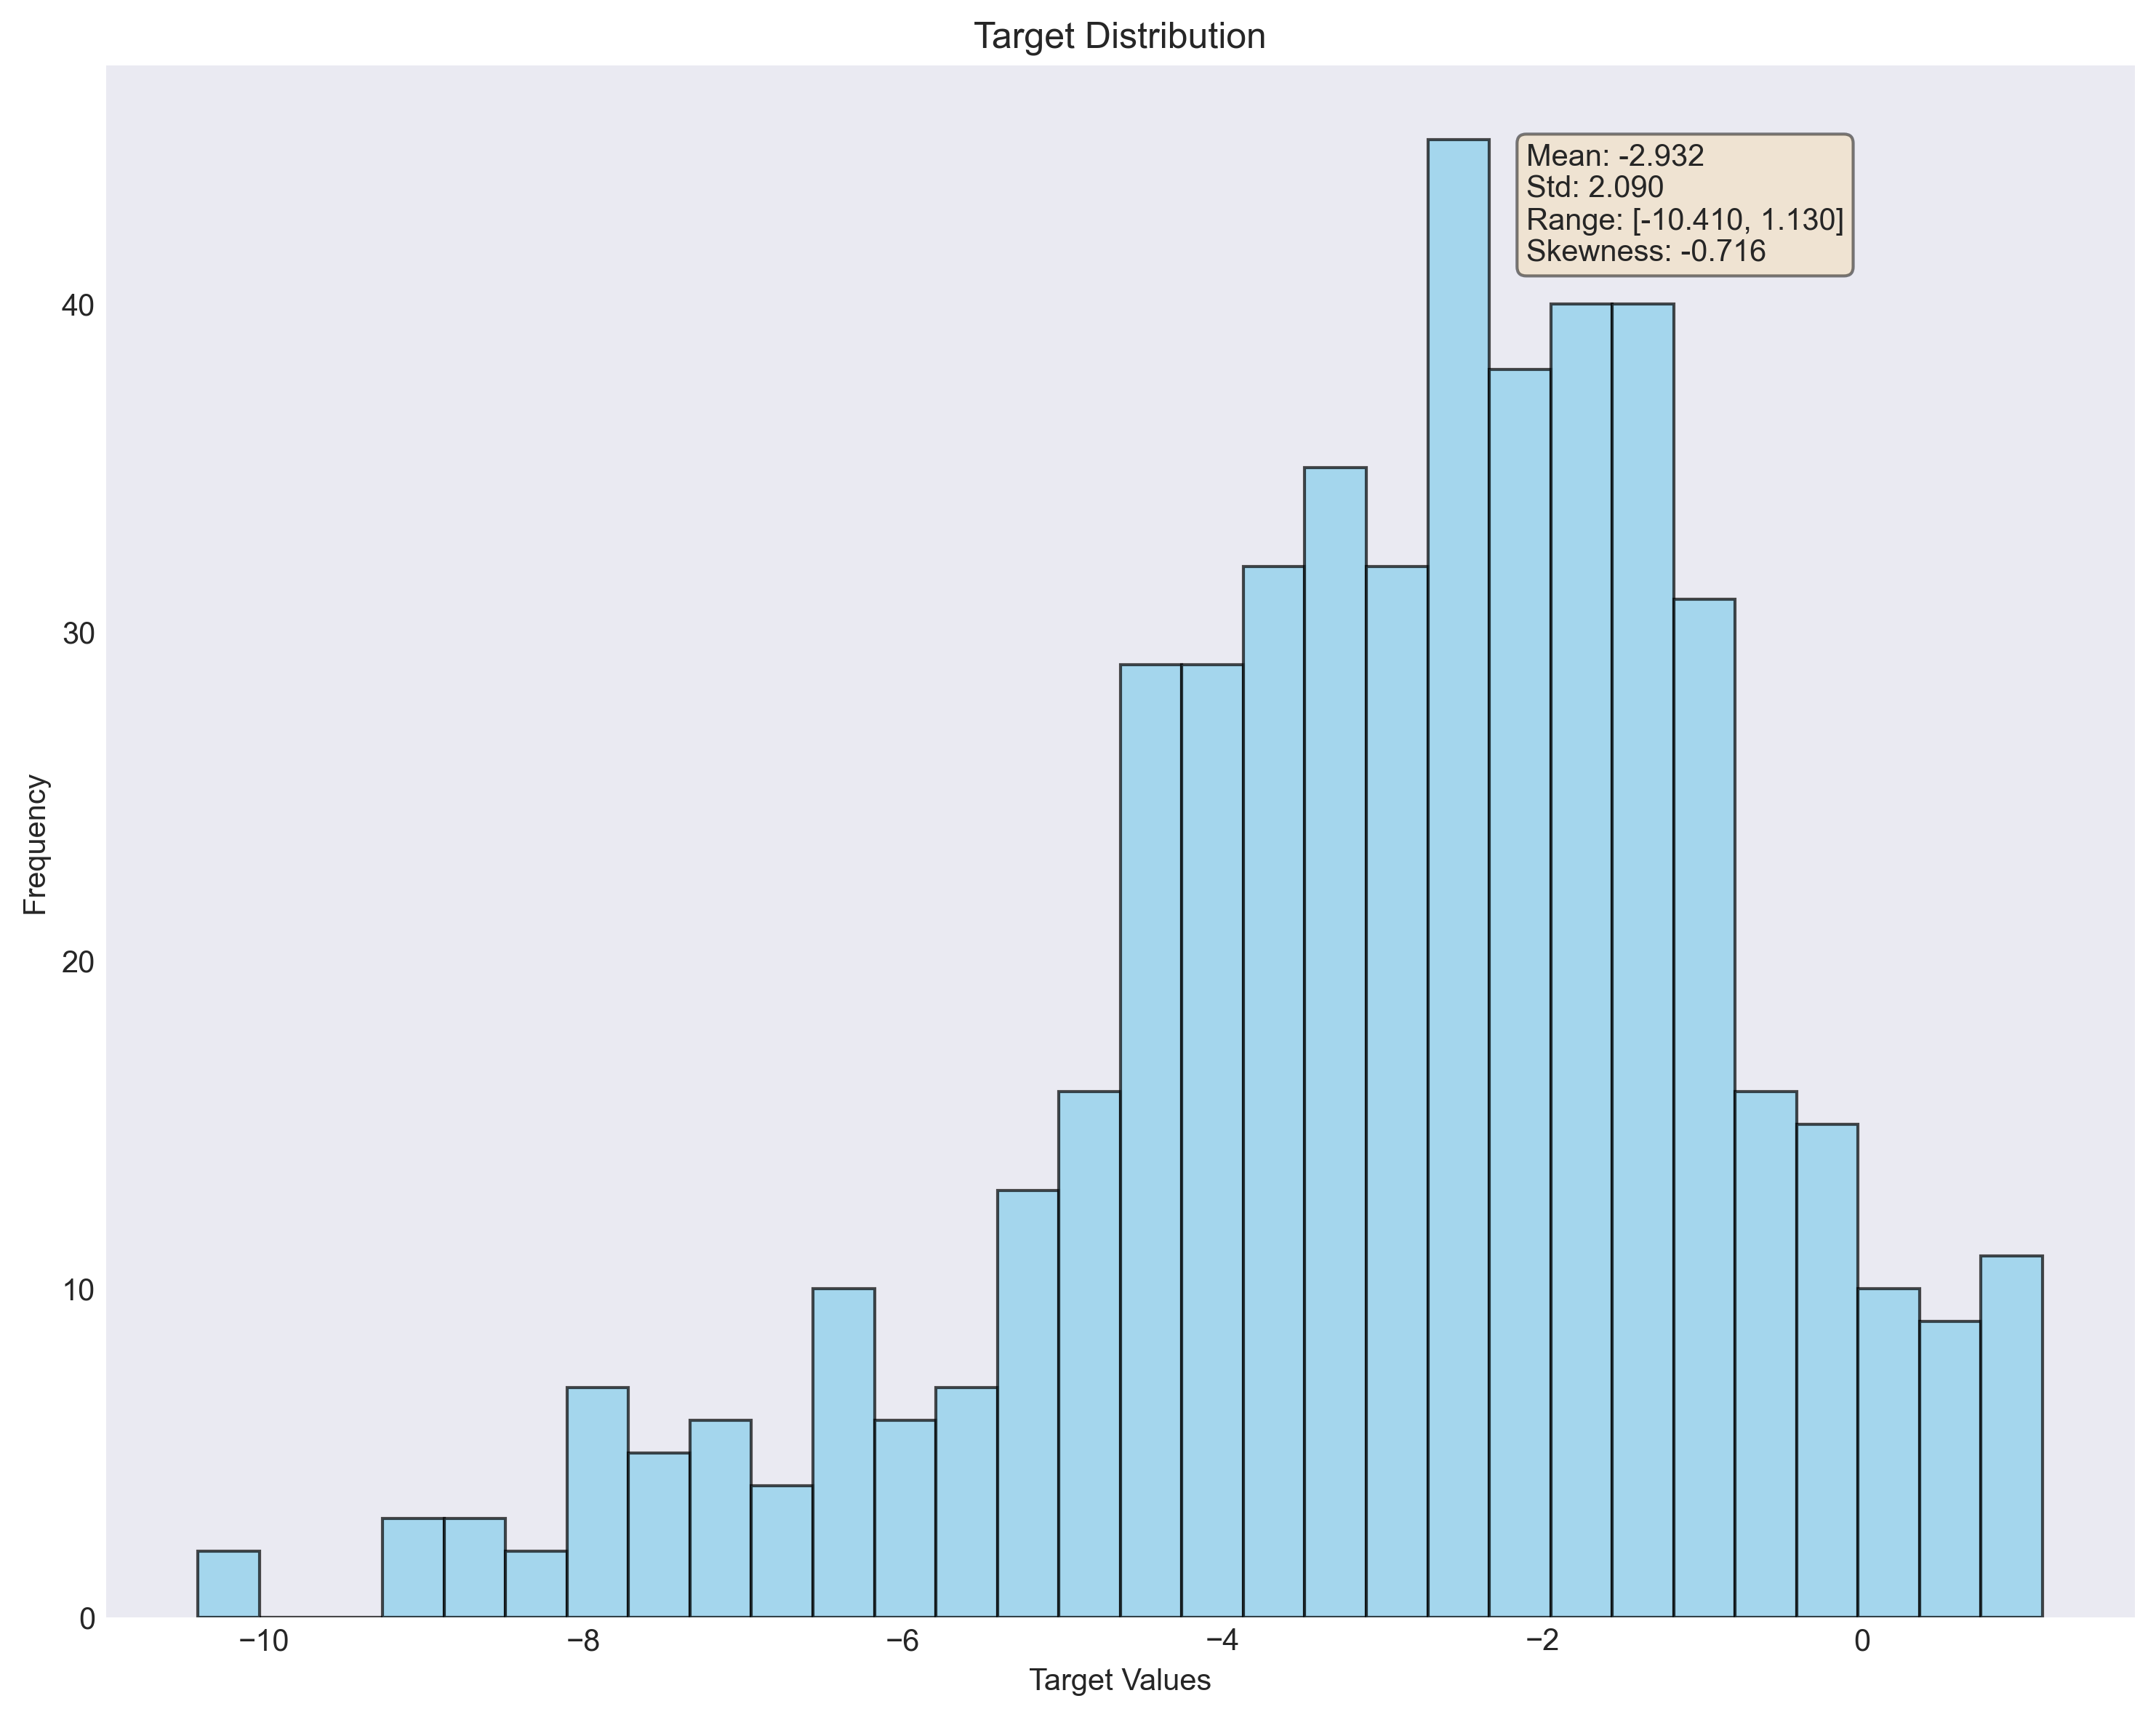 Target Distribution
Mean: -2.932
Std: 2.090
Range: [-10.410, 1.130]
Skewness: -0.716
Frequency
40
30
20
10
0
−10
−8
−6
−4
−2
0
Target Values